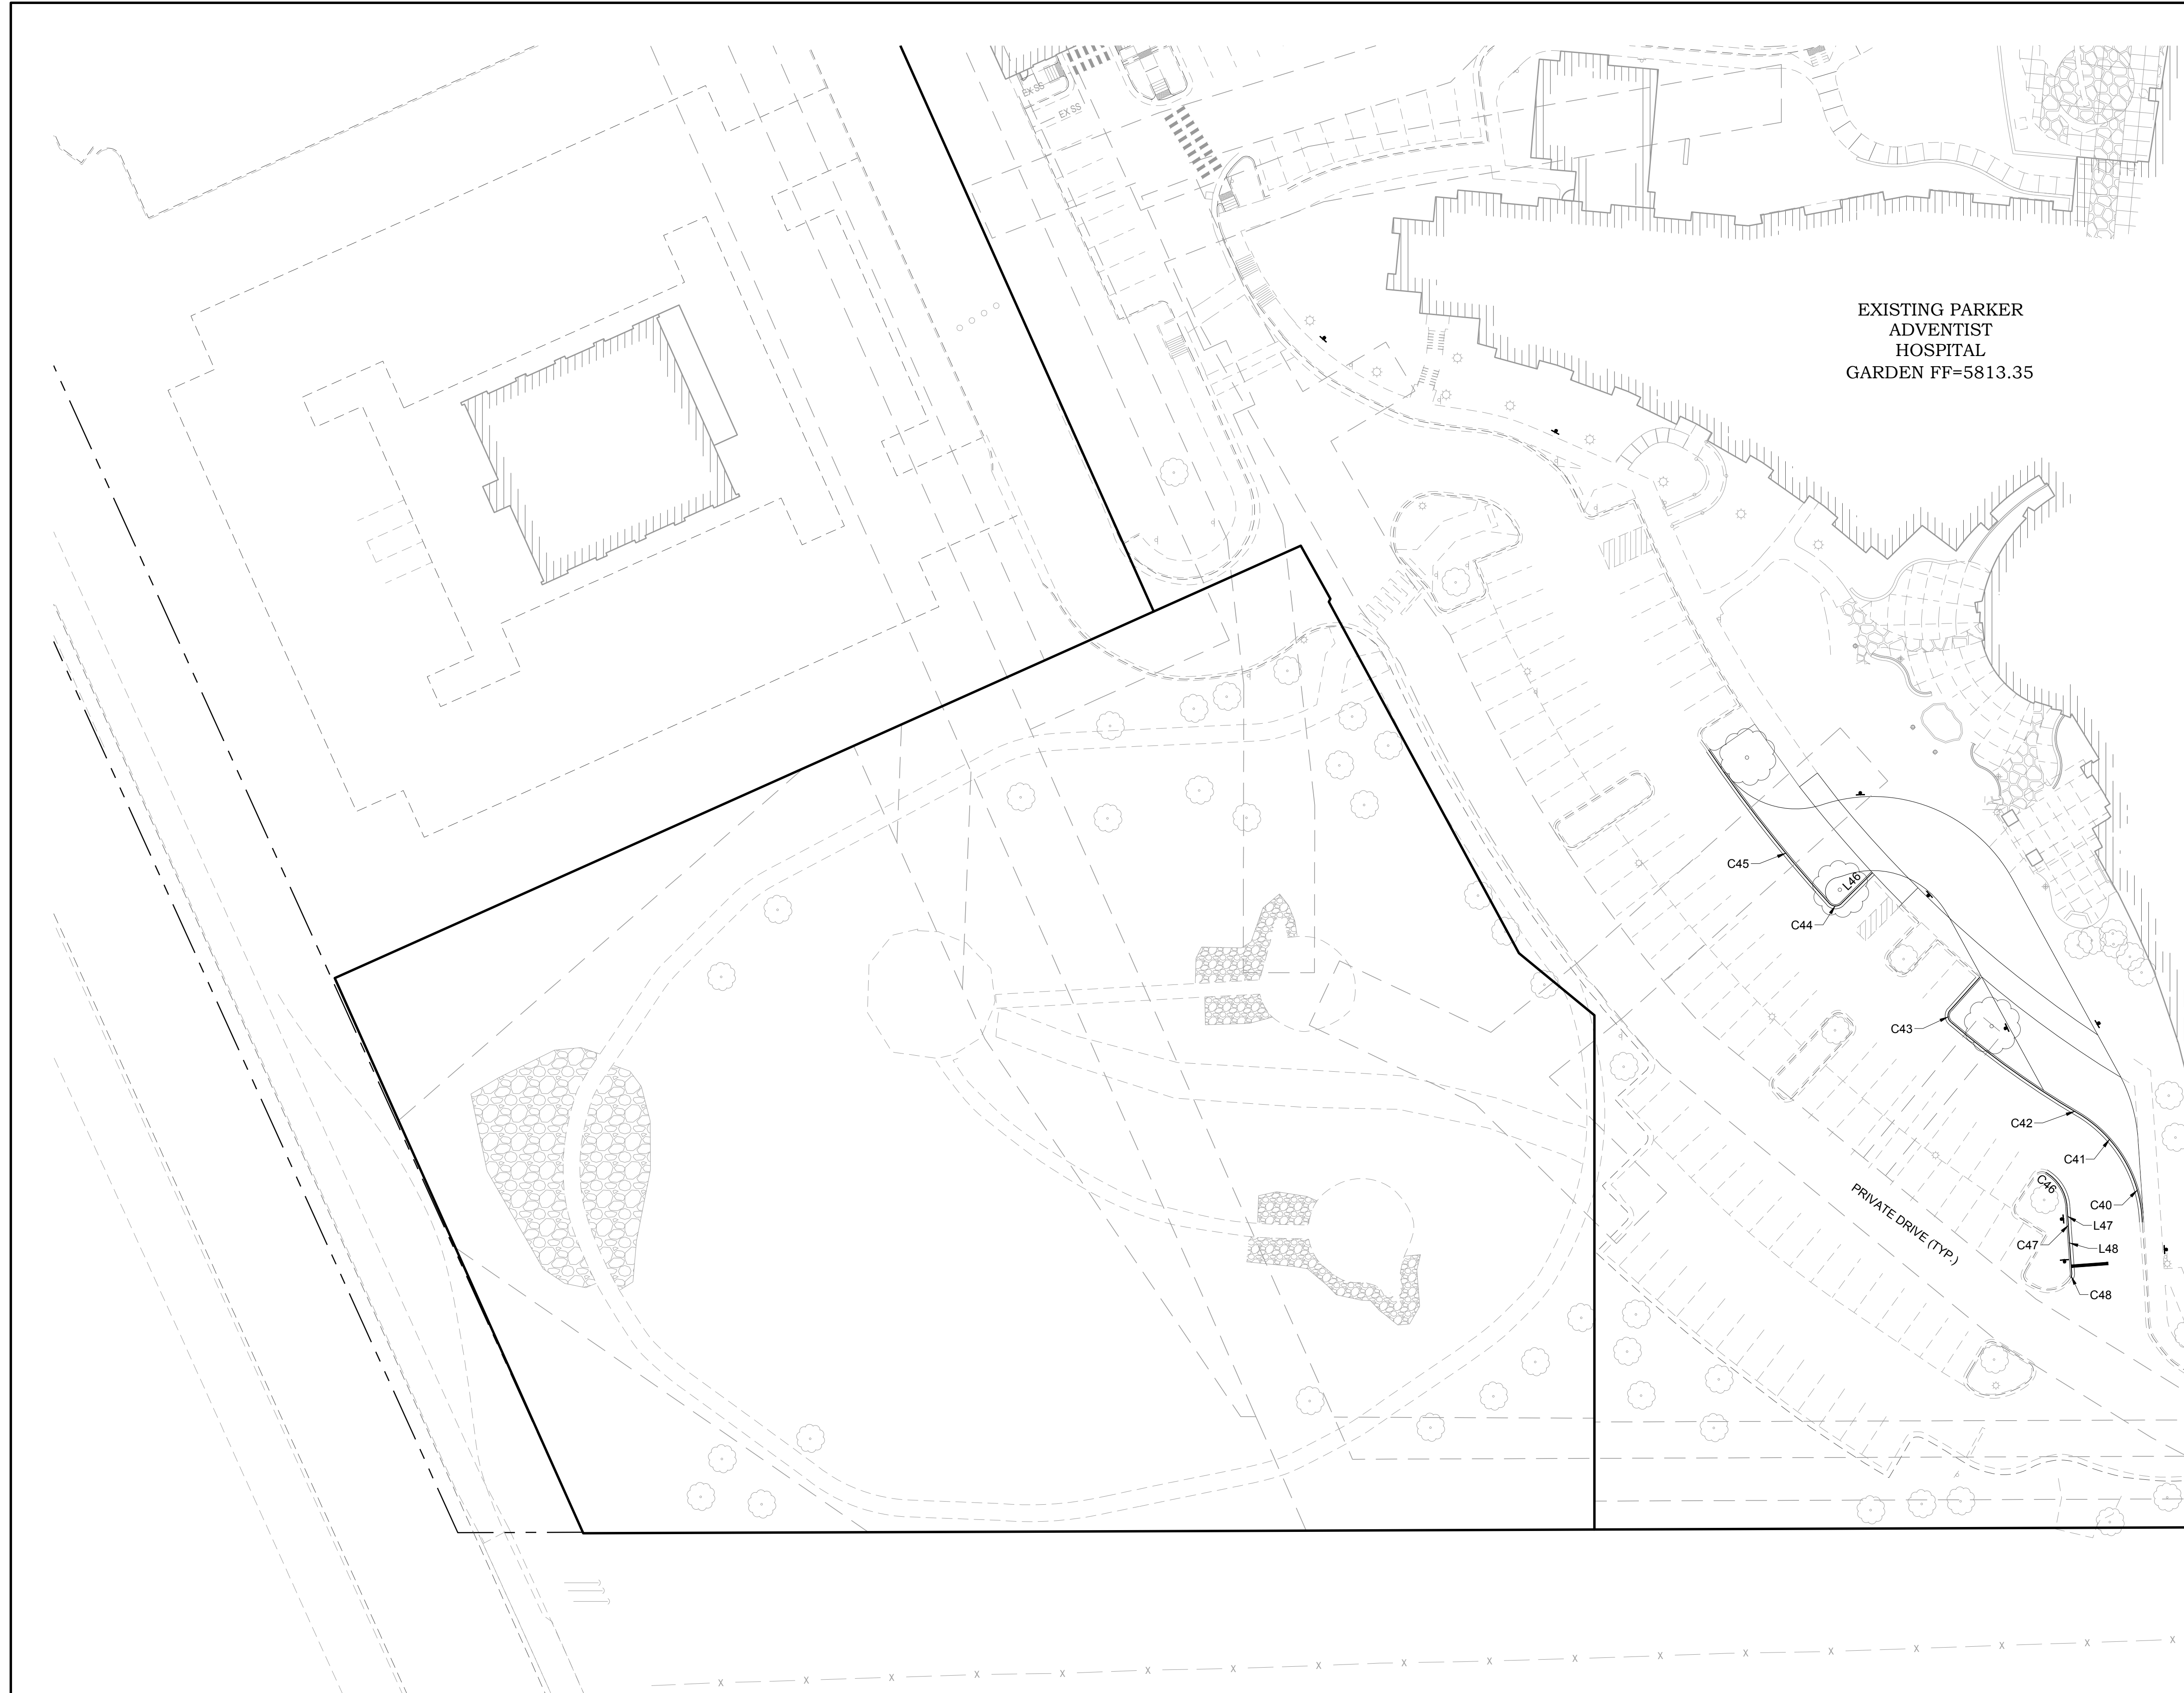 EX SS
EX SS
EXISTING PARKER
ADVENTIST
HOSPITAL
GARDEN FF=5813.35
C45
L46
C44
C43
C42
C41
C46
C40
L47
C47
L48
C48
PRIVATE DRIVE (TYP.)
X X X X X X X X X X X X X X X X X X